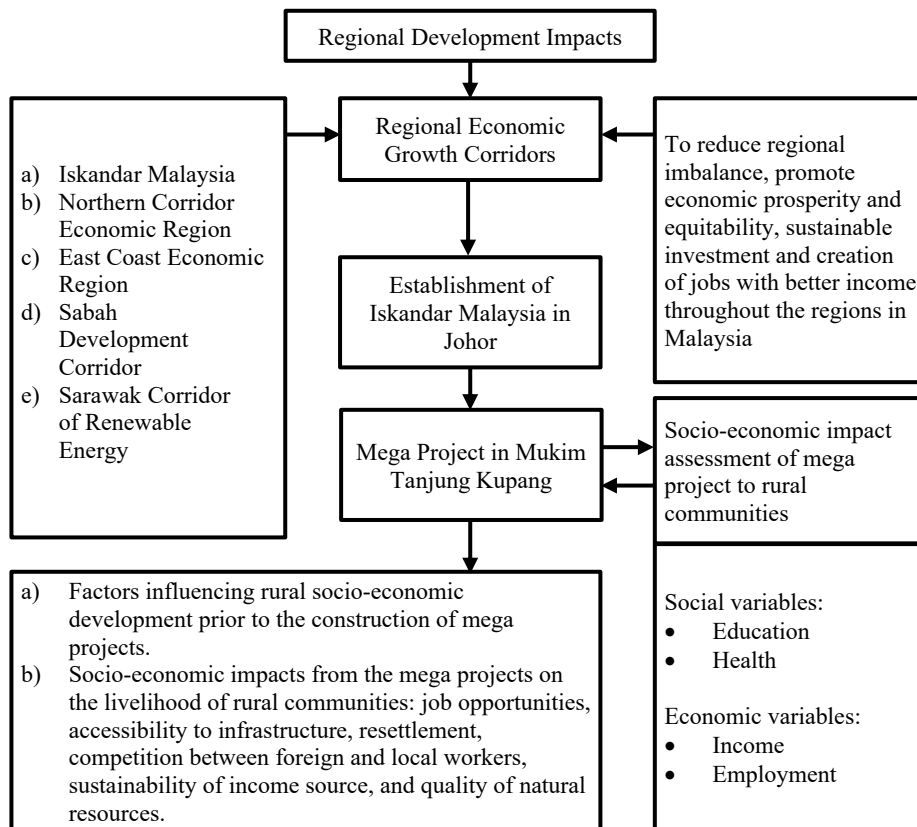 Regional Development Impacts
Regional Economic
Growth Corridors
a) Iskandar Malaysia
b) Northern Corridor
Economic Region
c) East Coast Economic
Region
d) Sabah
Development
Corridor
e) Sarawak Corridor
of Renewable
Energy
To reduce regional
imbalance, promote
economic prosperity and
equitability, sustainable
investment and creation
of jobs with better income
throughout the regions in
Malaysia
Establishment of
Iskandar Malaysia in
Johor
Mega Project in Mukim
Tanjung Kupang
Socio-economic impact
assessment of mega
project to rural
communities
a) Factors influencing rural socio-economic
development prior to the construction of mega
projects.
b) Socio-economic impacts from the mega projects on
the livelihood of rural communities: job opportunities,
accessibility to infrastructure, resettlement,
competition between foreign and local workers,
sustainability of income source, and quality of natural
resources.
Social variables:
• Education
• Health
Economic variables:
• Income
• Employment